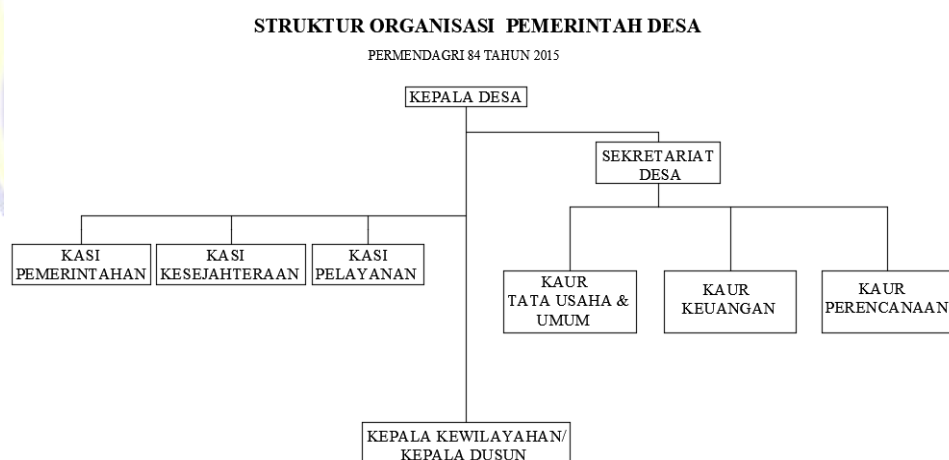 STRUKTUR ORGANISASI PEMERINTAH DESA
PERMENDAGRI 84 TAHUN 2015
KEPALA DESA
SEKRETARIAT
DESA
KASI
PEMERINTAHAN
KASI
KESEJAHTERAAN
KASI
PELAYANAN
KAUR
TATA USAHA &
UMUM
KAUR
KEUANGAN
KAUR
PERENCANAAN
KEPALA KEWILAYAHAN/
KEPALA DUSUN